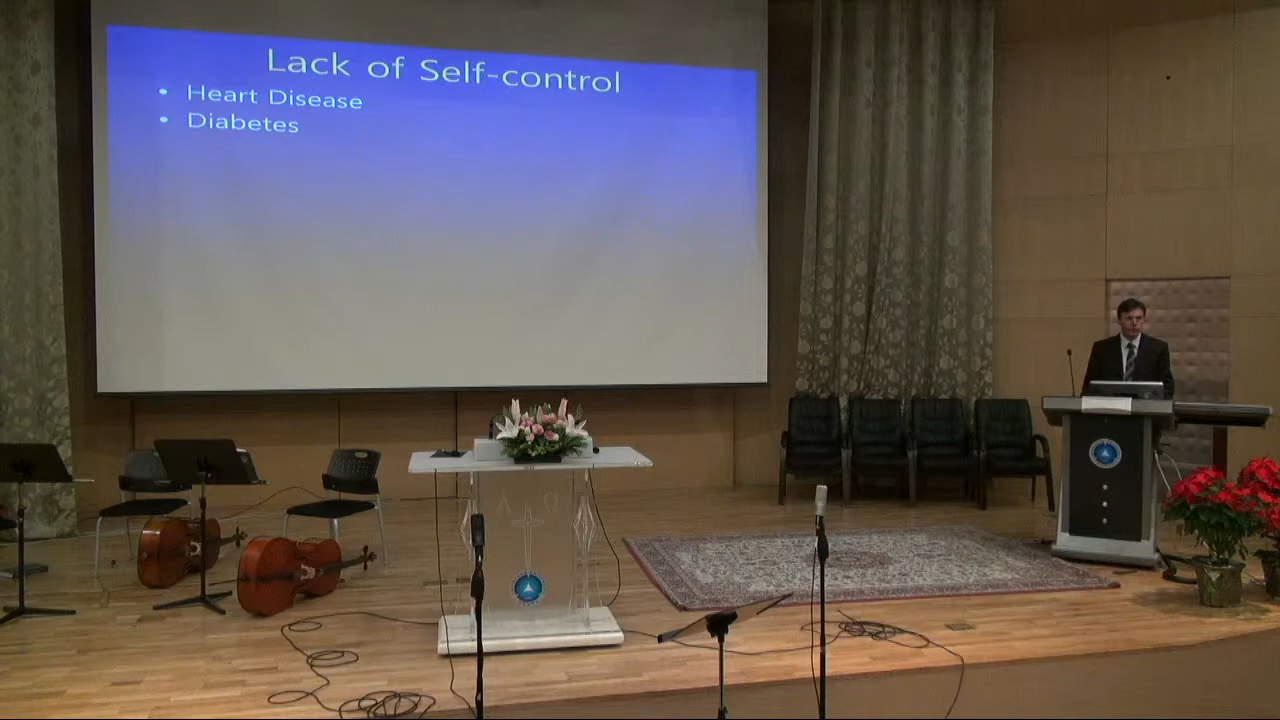 Lack of Self-control
• Heart Disease
• Diabetes
Α Ω